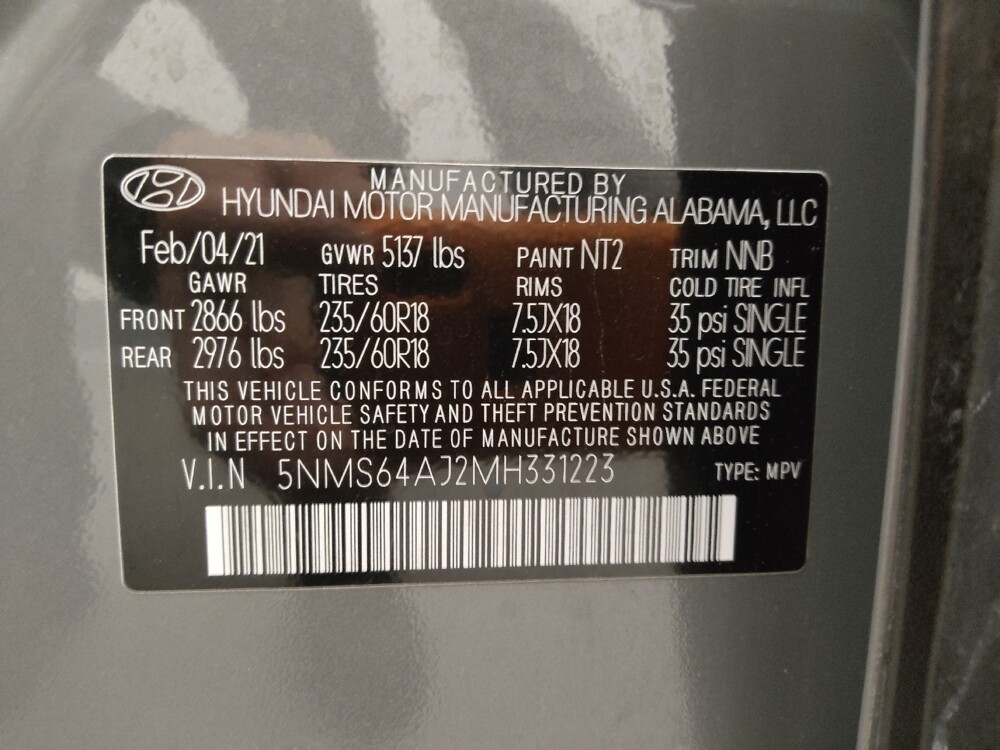 MANUFACTURED BY
HYUNDAI MOTOR MANUFACTURING ALABAMA, LLC
Feb/04/21 GVWR 5137 lbs PAINT NT2 TRIM NNB
GAWR TIRES RIMS COLD TIRE INFL
FRONT 2866 lbs 235/60R18 7.5JX18 35 psi SINGLE
REAR 2976 lbs 235/60R18 7.5JX18 35 psi SINGLE
THIS VEHICLE CONFORMS TO ALL APPLICABLE U.S.A. FEDERAL
MOTOR VEHICLE SAFETY AND THEFT PREVENTION STANDARDS
IN EFFECT ON THE DATE OF MANUFACTURE SHOWN ABOVE
V.I.N 5NMS64AJ2MH331223 TYPE: MPV